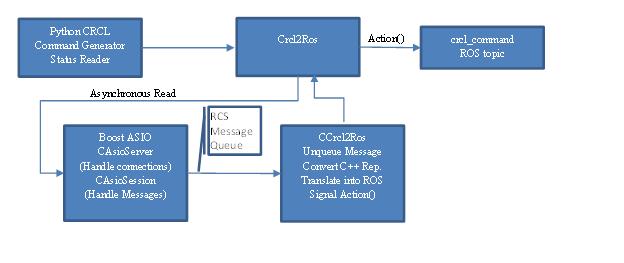 Python CRCL
Command Generator
Status Reader
Crcl2Ros
Action()
crcl_command
ROS topic
Asynchronous Read
RCS
Message
Queue
Boost ASIO
CAsioServer
(Handle connections)
CAsioSession
(Handle Messages)
CCrcl2Ros
Unqueue Message
Convert C++ Rep.
Translate into ROS
Signal Action()